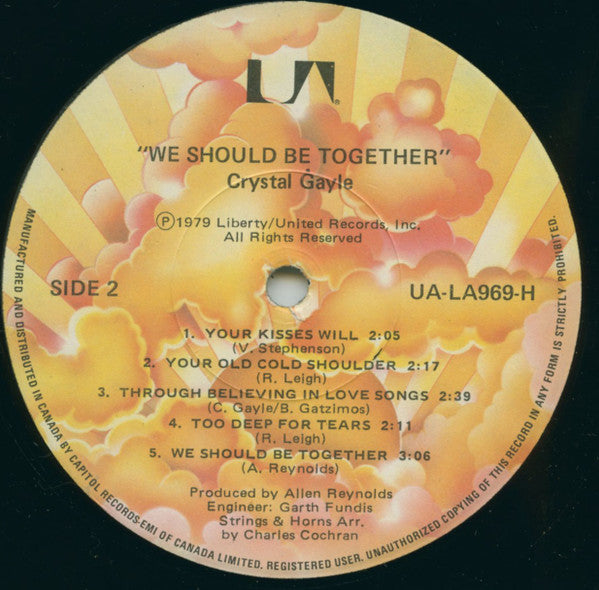 UA®
"WE SHOULD BE TOGETHER"
Crystal Gayle
℗1979 Liberty/United Records, Inc.
All Rights Reserved
SIDE 2
UA-LA969-H
1. YOUR KISSES WILL 2:05
(V. Stephenson)
2. YOUR OLD COLD SHOULDER 2:17
(R. Leigh)
3. THROUGH BELIEVING IN LOVE SONGS 2:39
(C. Gayle/B. Gatzimos)
4. TOO DEEP FOR TEARS 2:11
(R. Leigh)
5. WE SHOULD BE TOGETHER 3:06
(A. Reynolds)
Produced by Allen Reynolds
Engineer: Garth Fundis
Strings & Horns Arr.
by Charles Cochran
MANUFACTURED AND DISTRIBUTED IN CANADA BY CAPITOL RECORDS-EMI OF CANADA LIMITED. REGISTERED USER. UNAUTHORIZED COPYING OF THIS RECORD IN ANY FORM IS STRICTLY PROHIBITED.